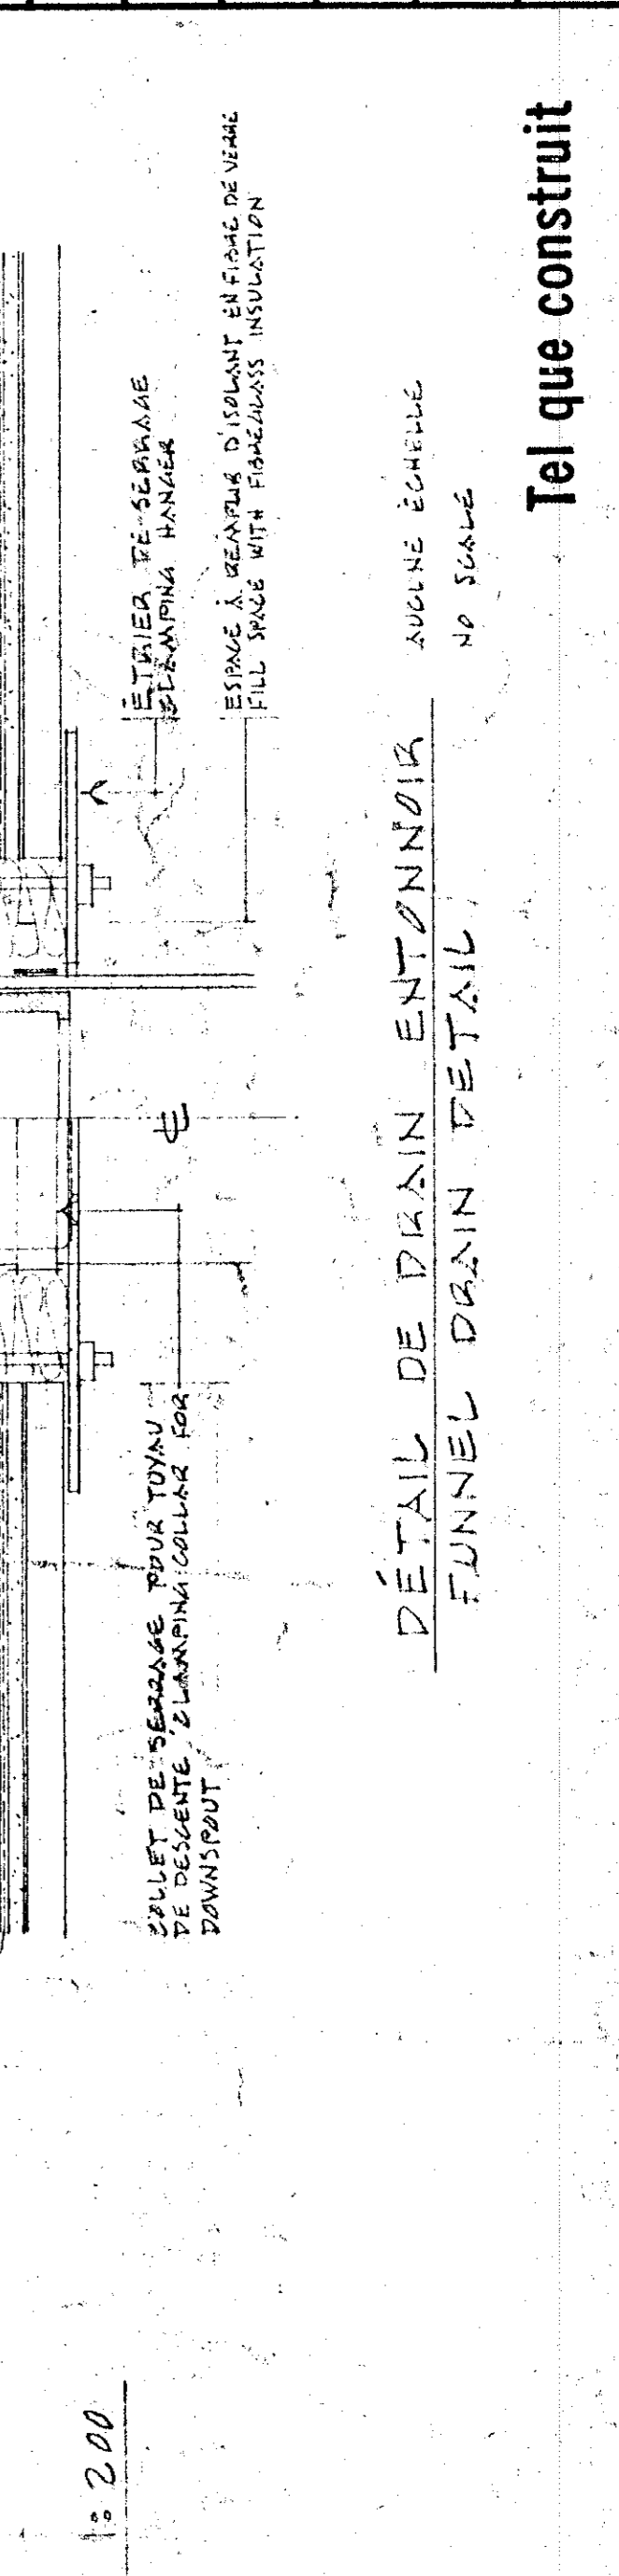 ÉTRIER DE SERRAGE
CLAMPING HANGER
ESPACE À REMPLIR D'ISOLANT EN FIBRE DE VERRE
FILL SPACE WITH FIBREGLASS INSULATION
COLLET DE SERRAGE POUR TUYAU
DE DESCENTE, CLAMPING COLLAR FOR
DOWNSPOUT
DÉTAIL DE DRAIN ENTONNOIR
FUNNEL DRAIN DETAIL
AUCUNE ÉCHELLE
NO SCALE
Tel que construit
1:200